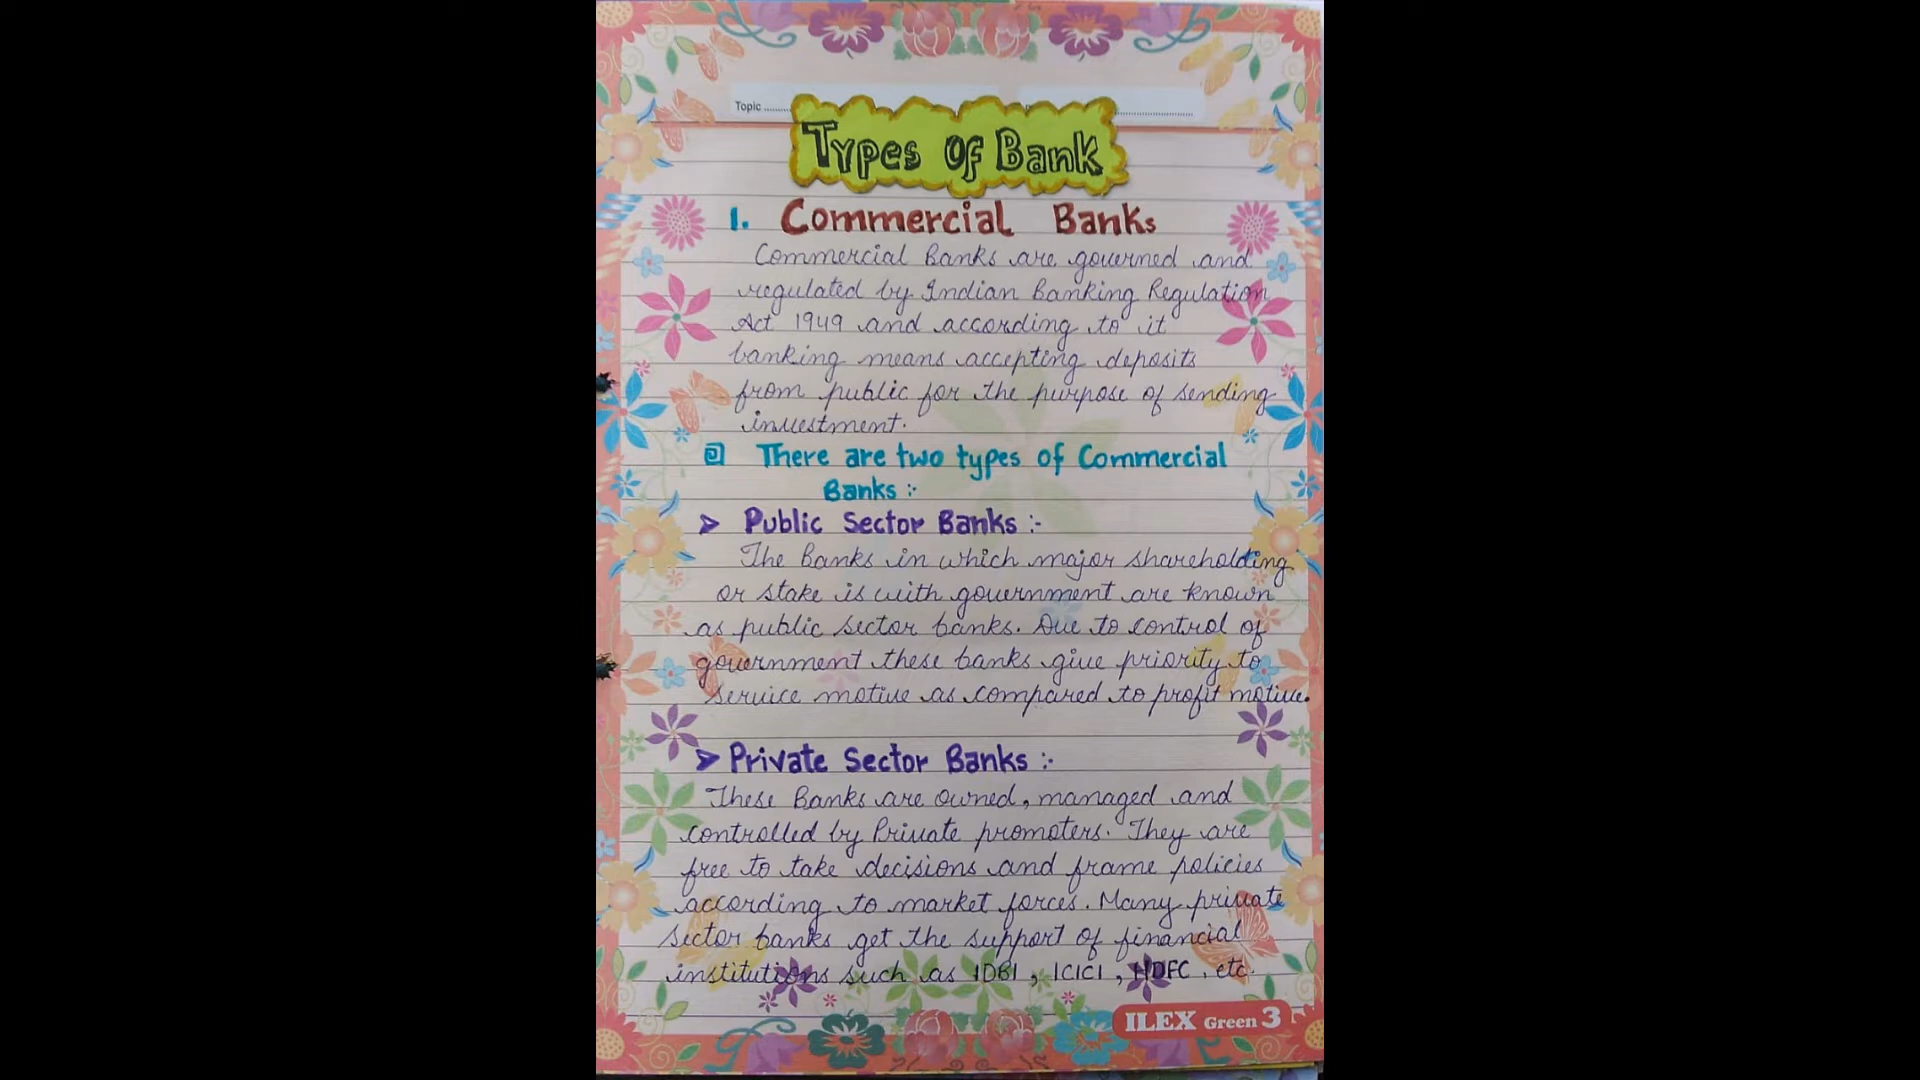 Topic ..........
Types of Bank
1. Commercial Banks
Commercial Banks are governed and
regulated by Indian Banking Regulation
Act 1949 and according to it
banking means accepting deposits
from public for the purpose of sending
investment.
There are two types of Commercial
Banks :-
➤ Public Sector Banks :-
The Banks in which major shareholding
or stake is with government are known
as public sector banks. Due to control of
government these banks give priority to
service motive as compared to profit motive.
➤ Private Sector Banks :-
These Banks are owned, managed and
controlled by Private promoters. They are
free to take decisions and frame policies
according to market forces. Many private
sector banks get the support of financial
institutions such as IDBI, ICICI, HDFC, etc.
ILEX Green 3